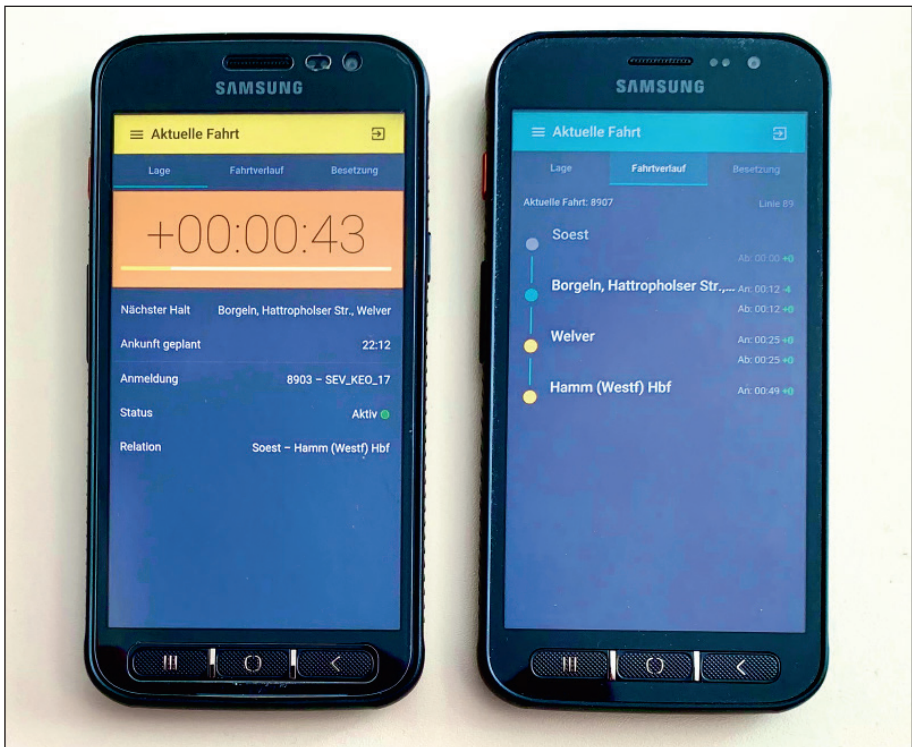 SAMSUNG
Aktuelle Fahrt
Lage Fahrtverlauf Besetzung
+00:00:43
Nächster Halt Borgeln, Hattropholser Str., Welver
Ankunft geplant 22:12
Anmeldung 8903 – SEV_KEO_17
Status Aktiv
Relation Soest – Hamm (Westf) Hbf
SAMSUNG
Aktuelle Fahrt
Lage Fahrtverlauf Besetzung
Aktuelle Fahrt: 8907 Linie 89
Soest
Ab: 00:00 +0
Borgeln, Hattropholser Str.,... An: 00:12 -4
Ab: 00:12 +0
Welver An: 00:25 +0
Ab: 00:25 +0
Hamm (Westf) Hbf An: 00:49 +0